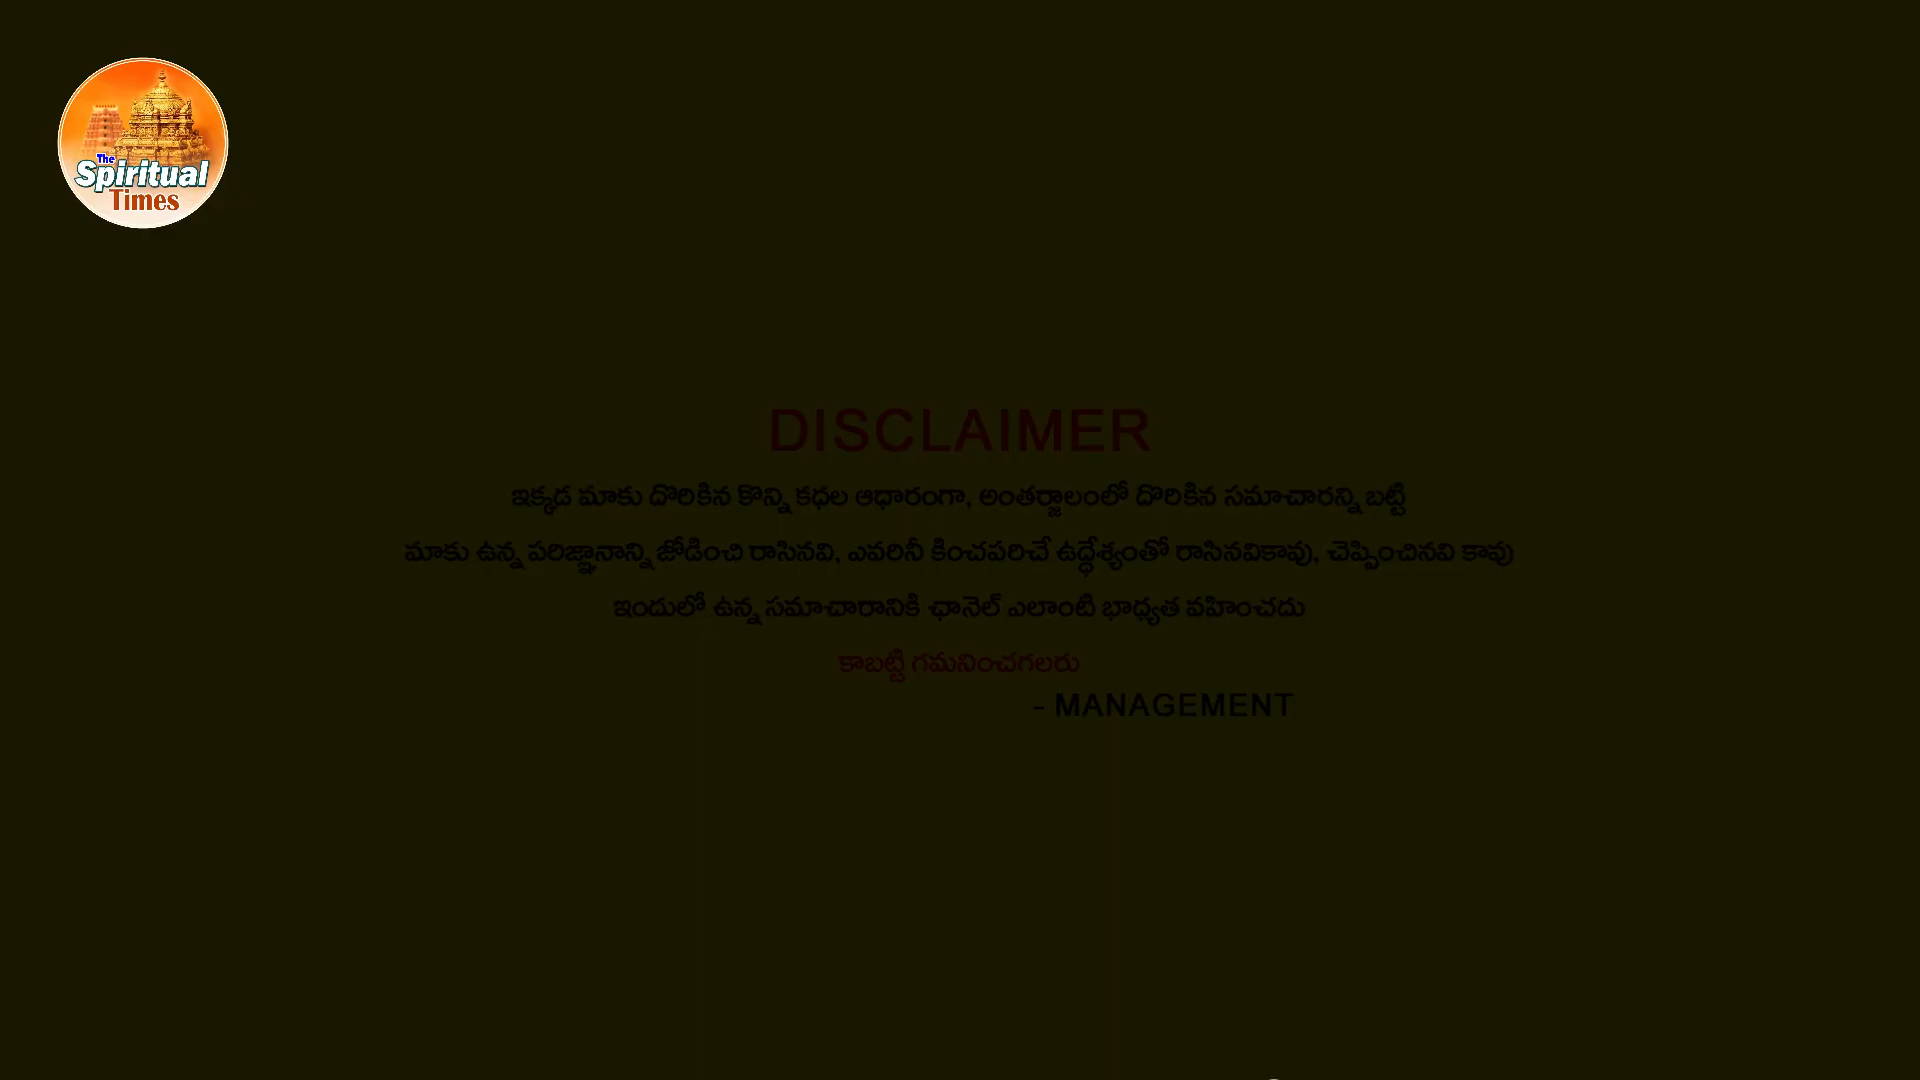 The
Spiritual
Times
DISCLAIMER
ఇక్కడ మాకు దొరికిన కొన్ని కధల ఆధారంగా, అంతర్జాలంలో దొరికిన సమాచారన్ని బట్టి
మాకు ఉన్న పరిజ్ఞానాన్ని జోడించి రాసినవి, ఎవరినీ కించపరిచే ఉద్ధేశ్యంతో రాసినవికావు, చెప్పించినవి కావు
ఇందులో ఉన్న సమాచారానికి ఛానెల్ ఎలాంటి భాధ్యత వహించదు
కాబట్టి గమనించగలరు
- MANAGEMENT